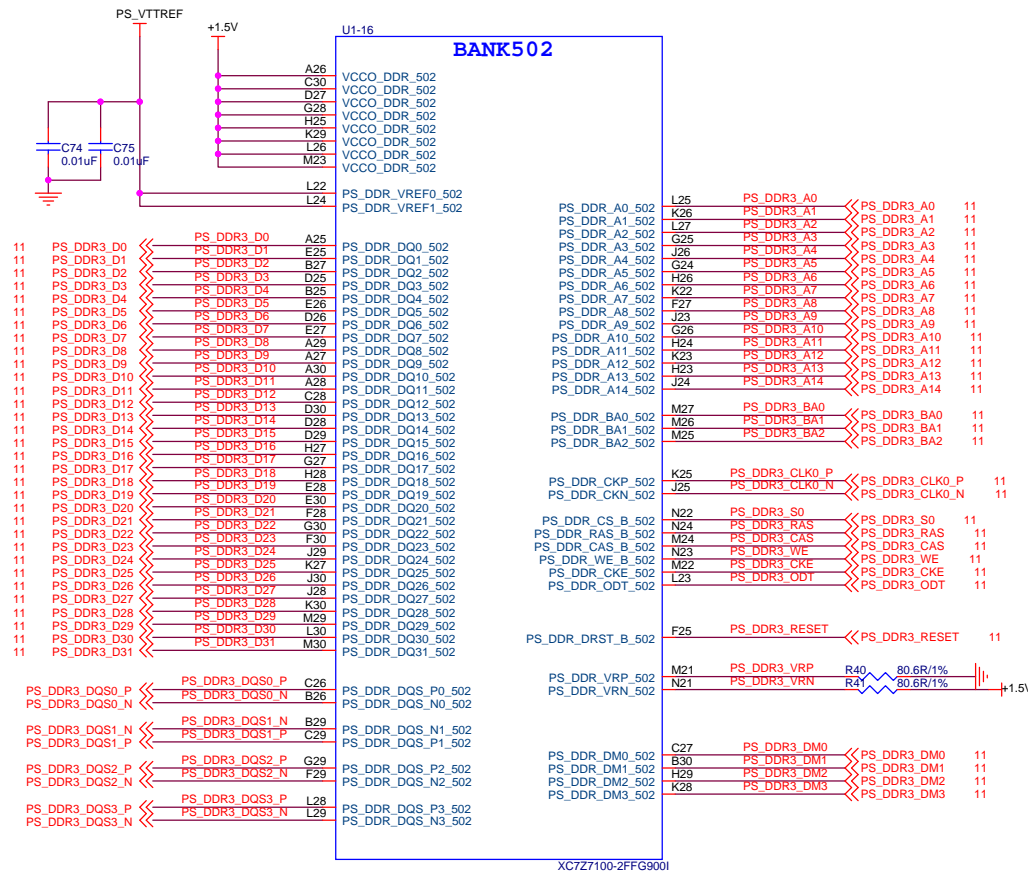 PS_VTTREF
+1.5V
U1-16
BANK502
A26 VCCO_DDR_502
C30 VCCO_DDR_502
D27 VCCO_DDR_502
G28 VCCO_DDR_502
H25 VCCO_DDR_502
K29 VCCO_DDR_502
L26 VCCO_DDR_502
M23 VCCO_DDR_502
C74 0.01uF
C75 0.01uF
L22 PS_DDR_VREF0_502
L24 PS_DDR_VREF1_502
11 PS_DDR3_D0 PS_DDR3_D0 A25 PS_DDR_DQ0_502
11 PS_DDR3_D1 PS_DDR3_D1 E25 PS_DDR_DQ1_502
11 PS_DDR3_D2 PS_DDR3_D2 B27 PS_DDR_DQ2_502
11 PS_DDR3_D3 PS_DDR3_D3 D25 PS_DDR_DQ3_502
11 PS_DDR3_D4 PS_DDR3_D4 B25 PS_DDR_DQ4_502
11 PS_DDR3_D5 PS_DDR3_D5 E26 PS_DDR_DQ5_502
11 PS_DDR3_D6 PS_DDR3_D6 D26 PS_DDR_DQ6_502
11 PS_DDR3_D7 PS_DDR3_D7 E27 PS_DDR_DQ7_502
11 PS_DDR3_D8 PS_DDR3_D8 A29 PS_DDR_DQ8_502
11 PS_DDR3_D9 PS_DDR3_D9 A27 PS_DDR_DQ9_502
11 PS_DDR3_D10 PS_DDR3_D10 A30 PS_DDR_DQ10_502
11 PS_DDR3_D11 PS_DDR3_D11 A28 PS_DDR_DQ11_502
11 PS_DDR3_D12 PS_DDR3_D12 C28 PS_DDR_DQ12_502
11 PS_DDR3_D13 PS_DDR3_D13 D30 PS_DDR_DQ13_502
11 PS_DDR3_D14 PS_DDR3_D14 D28 PS_DDR_DQ14_502
11 PS_DDR3_D15 PS_DDR3_D15 D29 PS_DDR_DQ15_502
11 PS_DDR3_D16 PS_DDR3_D16 H27 PS_DDR_DQ16_502
11 PS_DDR3_D17 PS_DDR3_D17 G27 PS_DDR_DQ17_502
11 PS_DDR3_D18 PS_DDR3_D18 H28 PS_DDR_DQ18_502
11 PS_DDR3_D19 PS_DDR3_D19 E28 PS_DDR_DQ19_502
11 PS_DDR3_D20 PS_DDR3_D20 E30 PS_DDR_DQ20_502
11 PS_DDR3_D21 PS_DDR3_D21 F28 PS_DDR_DQ21_502
11 PS_DDR3_D22 PS_DDR3_D22 G30 PS_DDR_DQ22_502
11 PS_DDR3_D23 PS_DDR3_D23 F30 PS_DDR_DQ23_502
11 PS_DDR3_D24 PS_DDR3_D24 J29 PS_DDR_DQ24_502
11 PS_DDR3_D25 PS_DDR3_D25 K27 PS_DDR_DQ25_502
11 PS_DDR3_D26 PS_DDR3_D26 J30 PS_DDR_DQ26_502
11 PS_DDR3_D27 PS_DDR3_D27 J28 PS_DDR_DQ27_502
11 PS_DDR3_D28 PS_DDR3_D28 K30 PS_DDR_DQ28_502
11 PS_DDR3_D29 PS_DDR3_D29 M29 PS_DDR_DQ29_502
11 PS_DDR3_D30 PS_DDR3_D30 L30 PS_DDR_DQ30_502
11 PS_DDR3_D31 PS_DDR3_D31 M30 PS_DDR_DQ31_502
PS_DDR3_DQS0_P PS_DDR3_DQS0_P C26 PS_DDR_DQS_P0_502
PS_DDR3_DQS0_N PS_DDR3_DQS0_N B26 PS_DDR_DQS_N0_502
PS_DDR3_DQS1_N PS_DDR3_DQS1_N B29 PS_DDR_DQS_N1_502
PS_DDR3_DQS1_P PS_DDR3_DQS1_P C29 PS_DDR_DQS_P1_502
PS_DDR3_DQS2_P PS_DDR3_DQS2_P G29 PS_DDR_DQS_P2_502
PS_DDR3_DQS2_N PS_DDR3_DQS2_N F29 PS_DDR_DQS_N2_502
PS_DDR3_DQS3_P PS_DDR3_DQS3_P L28 PS_DDR_DQS_P3_502
PS_DDR3_DQS3_N PS_DDR3_DQS3_N L29 PS_DDR_DQS_N3_502
PS_DDR_A0_502 L25 PS_DDR3_A0 PS_DDR3_A0 11
PS_DDR_A1_502 K26 PS_DDR3_A1 PS_DDR3_A1 11
PS_DDR_A2_502 L27 PS_DDR3_A2 PS_DDR3_A2 11
PS_DDR_A3_502 G25 PS_DDR3_A3 PS_DDR3_A3 11
PS_DDR_A4_502 J26 PS_DDR3_A4 PS_DDR3_A4 11
PS_DDR_A5_502 G24 PS_DDR3_A5 PS_DDR3_A5 11
PS_DDR_A6_502 H26 PS_DDR3_A6 PS_DDR3_A6 11
PS_DDR_A7_502 K22 PS_DDR3_A7 PS_DDR3_A7 11
PS_DDR_A8_502 F27 PS_DDR3_A8 PS_DDR3_A8 11
PS_DDR_A9_502 J23 PS_DDR3_A9 PS_DDR3_A9 11
PS_DDR_A10_502 G26 PS_DDR3_A10 PS_DDR3_A10 11
PS_DDR_A11_502 H24 PS_DDR3_A11 PS_DDR3_A11 11
PS_DDR_A12_502 K23 PS_DDR3_A12 PS_DDR3_A12 11
PS_DDR_A13_502 H23 PS_DDR3_A13 PS_DDR3_A13 11
PS_DDR_A14_502 J24 PS_DDR3_A14 PS_DDR3_A14 11
PS_DDR_BA0_502 M27 PS_DDR3_BA0 PS_DDR3_BA0 11
PS_DDR_BA1_502 M26 PS_DDR3_BA1 PS_DDR3_BA1 11
PS_DDR_BA2_502 M25 PS_DDR3_BA2 PS_DDR3_BA2 11
PS_DDR_CKP_502 K25 PS_DDR3_CLK0_P PS_DDR3_CLK0_P 11
PS_DDR_CKN_502 J25 PS_DDR3_CLK0_N PS_DDR3_CLK0_N 11
PS_DDR_CS_B_502 N22 PS_DDR3_S0 PS_DDR3_S0 11
PS_DDR_RAS_B_502 N24 PS_DDR3_RAS PS_DDR3_RAS 11
PS_DDR_CAS_B_502 M24 PS_DDR3_CAS PS_DDR3_CAS 11
PS_DDR_WE_B_502 N23 PS_DDR3_WE PS_DDR3_WE 11
PS_DDR_CKE_502 M22 PS_DDR3_CKE PS_DDR3_CKE 11
PS_DDR_ODT_502 L23 PS_DDR3_ODT PS_DDR3_ODT 11
PS_DDR_DRST_B_502 F25 PS_DDR3_RESET PS_DDR3_RESET 11
PS_DDR_VRP_502 M21 PS_DDR3_VRP R40 80.6R/1%
PS_DDR_VRN_502 N21 PS_DDR3_VRN R41 80.6R/1% +1.5V
PS_DDR_DM0_502 C27 PS_DDR3_DM0 PS_DDR3_DM0 11
PS_DDR_DM1_502 B30 PS_DDR3_DM1 PS_DDR3_DM1 11
PS_DDR_DM2_502 H29 PS_DDR3_DM2 PS_DDR3_DM2 11
PS_DDR_DM3_502 K28 PS_DDR3_DM3 PS_DDR3_DM3 11
XC7Z7100-2FFG900I